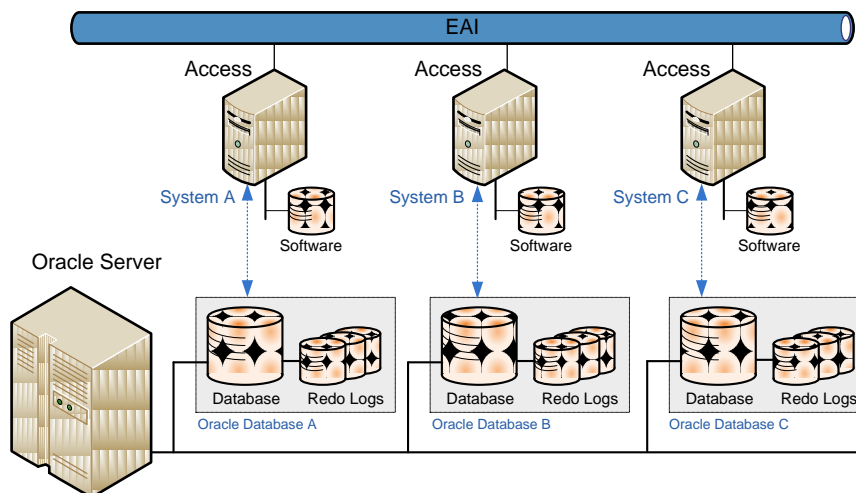 EAI
Access
Access
Access
System A
System B
System C
Software
Software
Software
Oracle Server
Database
Redo Logs
Database
Redo Logs
Database
Redo Logs
Oracle Database A
Oracle Database B
Oracle Database C